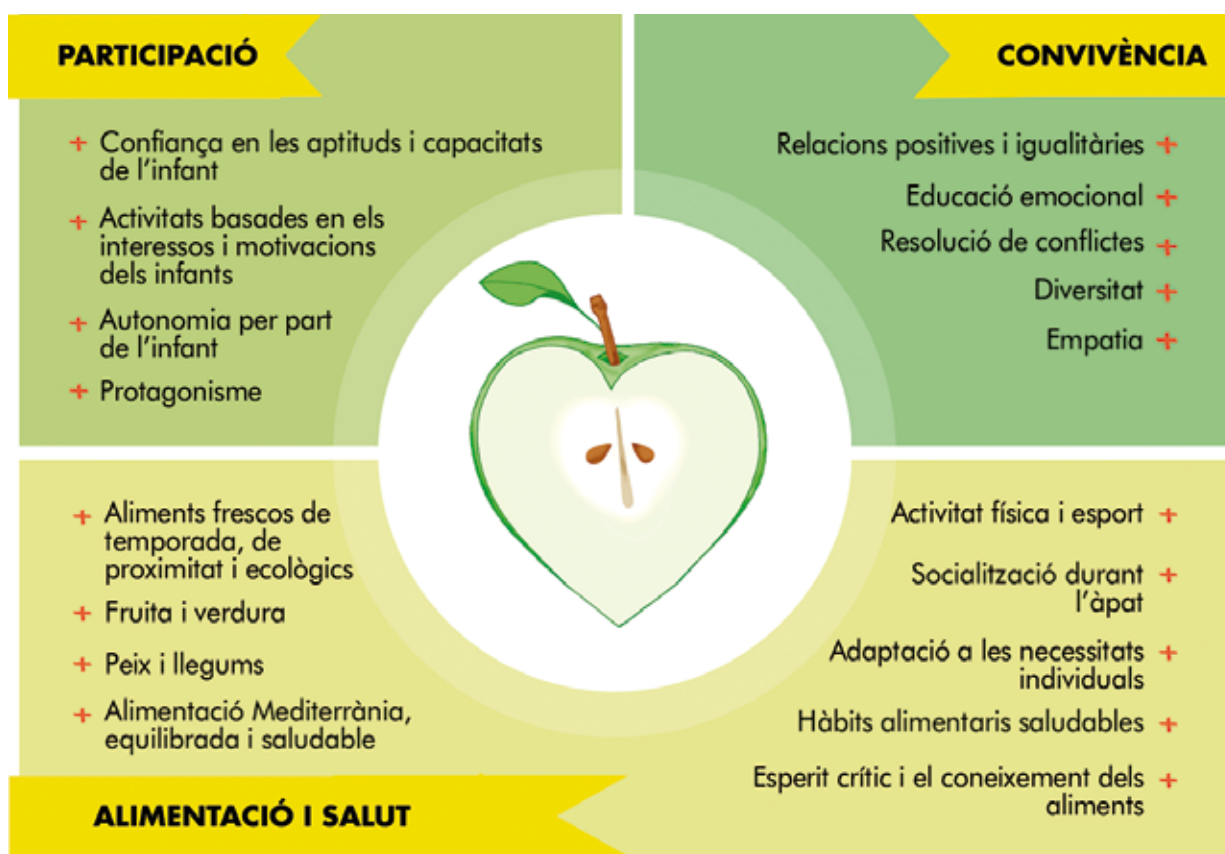 PARTICIPACIÓ
+ Confiança en les aptituds i capacitats
de l'infant
+ Activitats basades en els
interessos i motivacions
dels infants
+ Autonomia per part
de l'infant
+ Protagonisme
CONVIVÈNCIA
Relacions positives i igualitàries +
Educació emocional +
Resolució de conflictes +
Diversitat +
Empatia +
+ Aliments frescos de
temporada, de
proximitat i ecològics
+ Fruita i verdura
+ Peix i llegums
+ Alimentació Mediterrània,
equilibrada i saludable
Activitat física i esport +
Socialització durant +
l'àpat
Adaptació a les necessitats +
individuals
Hàbits alimentaris saludables +
Esperit crític i el coneixement dels +
aliments
ALIMENTACIÓ I SALUT